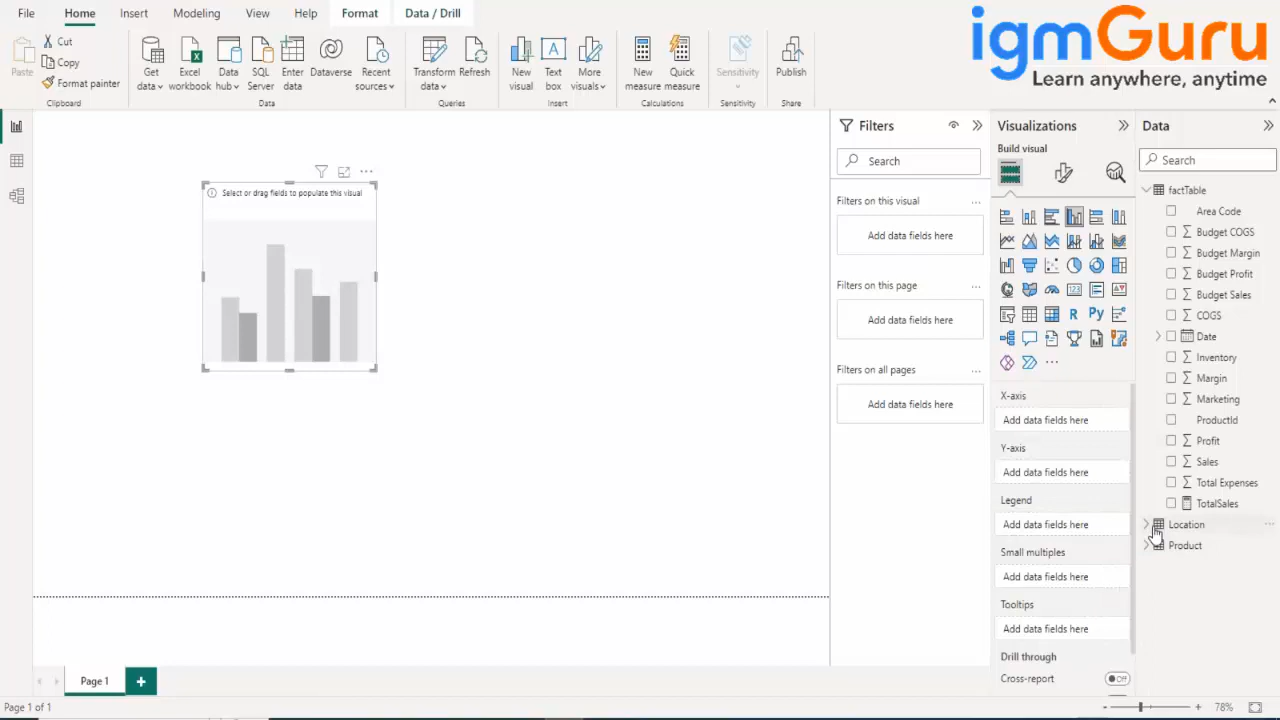 File Home Insert Modeling View Help Format Data / Drill
igmGuru
Learn anywhere, anytime
Paste
Cut
Copy
Format painter
Clipboard
Get data
Excel workbook
Data hub
SQL Server
Enter data
Dataverse
Recent sources
Data
Transform data
Refresh
Queries
New visual
Text box
More visuals
Insert
New measure
Quick measure
Calculations
Sensitivity
Sensitivity
Publish
Share
Select or drag fields to populate this visual
Filters
Search
Filters on this visual
Add data fields here
Filters on this page
Add data fields here
Filters on all pages
Add data fields here
Visualizations
Build visual
123
R
Py
X-axis
Add data fields here
Y-axis
Add data fields here
Legend
Add data fields here
Small multiples
Add data fields here
Tooltips
Add data fields here
Drill through
Cross-report
Off
Data
Search
factTable
Area Code
Budget COGS
Budget Margin
Budget Profit
Budget Sales
COGS
Date
Inventory
Margin
Marketing
ProductId
Profit
Sales
Total Expenses
TotalSales
Location
Product
Page 1
Page 1 of 1
78%